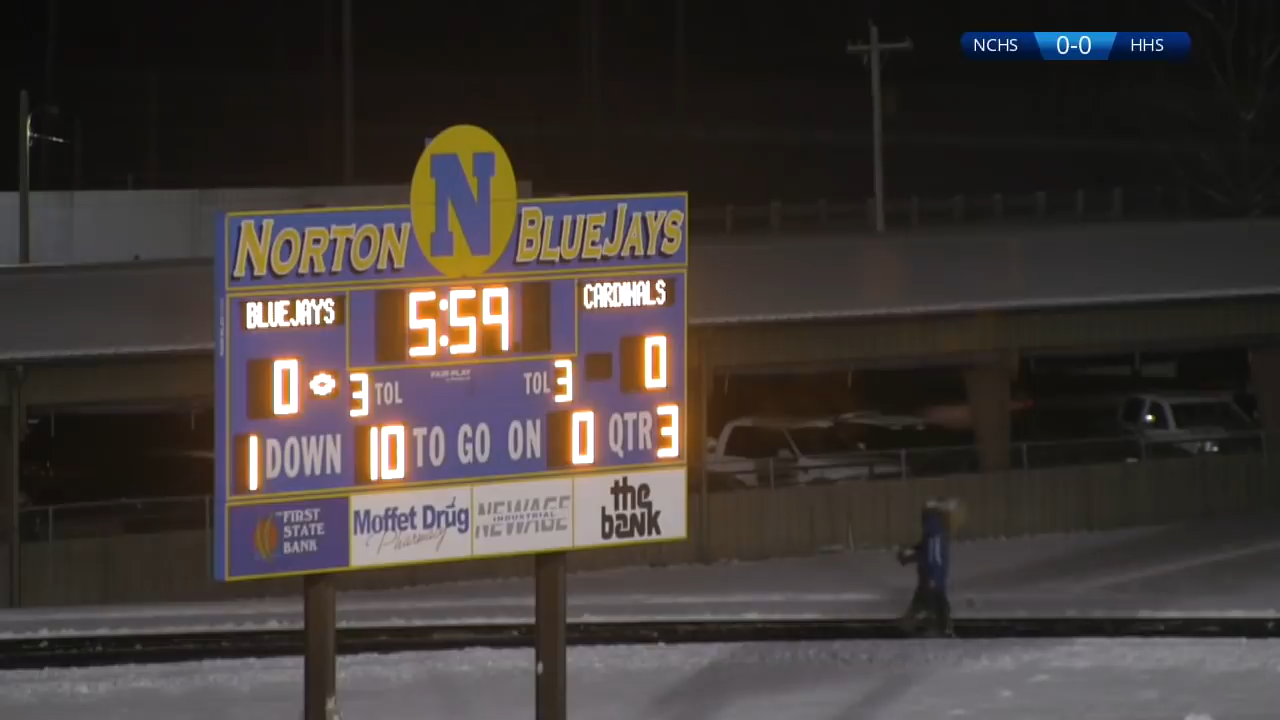 NCHS 0-0 HHS
N
NORTON BLUEJAYS
BLUEJAYS 5:59 CARDINALS
0 3 TOL TOL 3 0
FAIR PLAY
1 DOWN 10 TO GO ON 0 QTR 3
FIRST STATE BANK
Moffet Drug Pharmacy
NEWAGE INDUSTRIAL
the bank